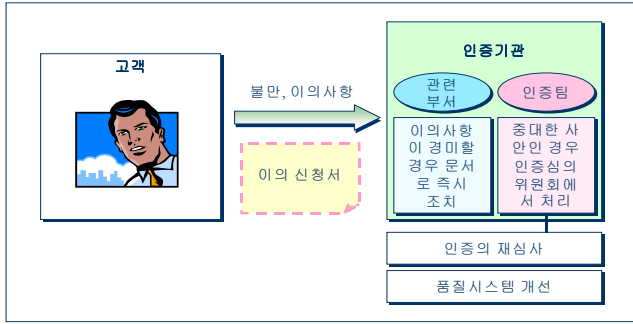 고객
불만, 이의사항
이의 신청서
인증기관
관련
부서
이의사항
이 경미할
경우 문서
로 즉시
조치
인증팀
중대한 사
안인 경우
인증심의
위원회에
서 처리
인증의 재심사
품질시스템 개선